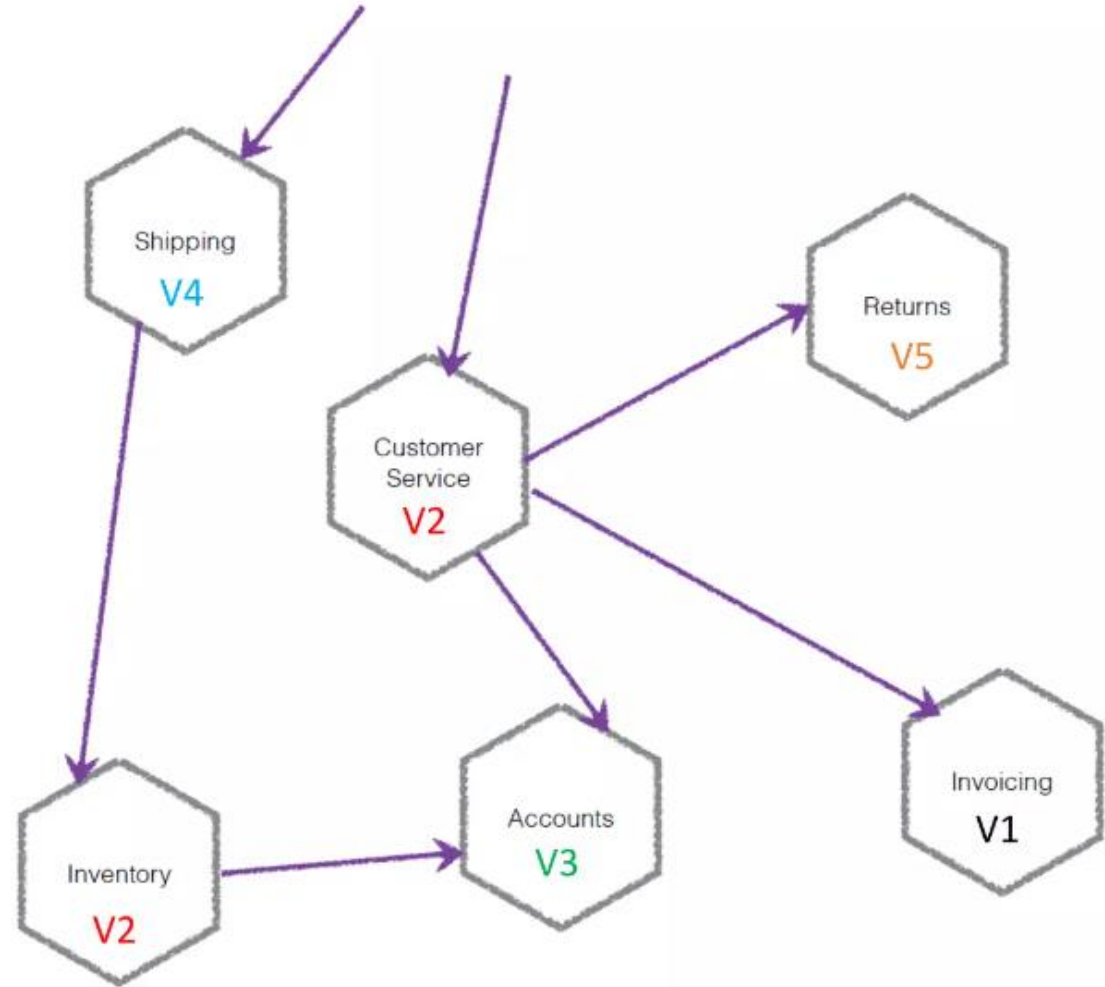 Shipping
V4
Returns
V5
Customer
Service
V2
Invoicing
V1
Accounts
V3
Inventory
V2